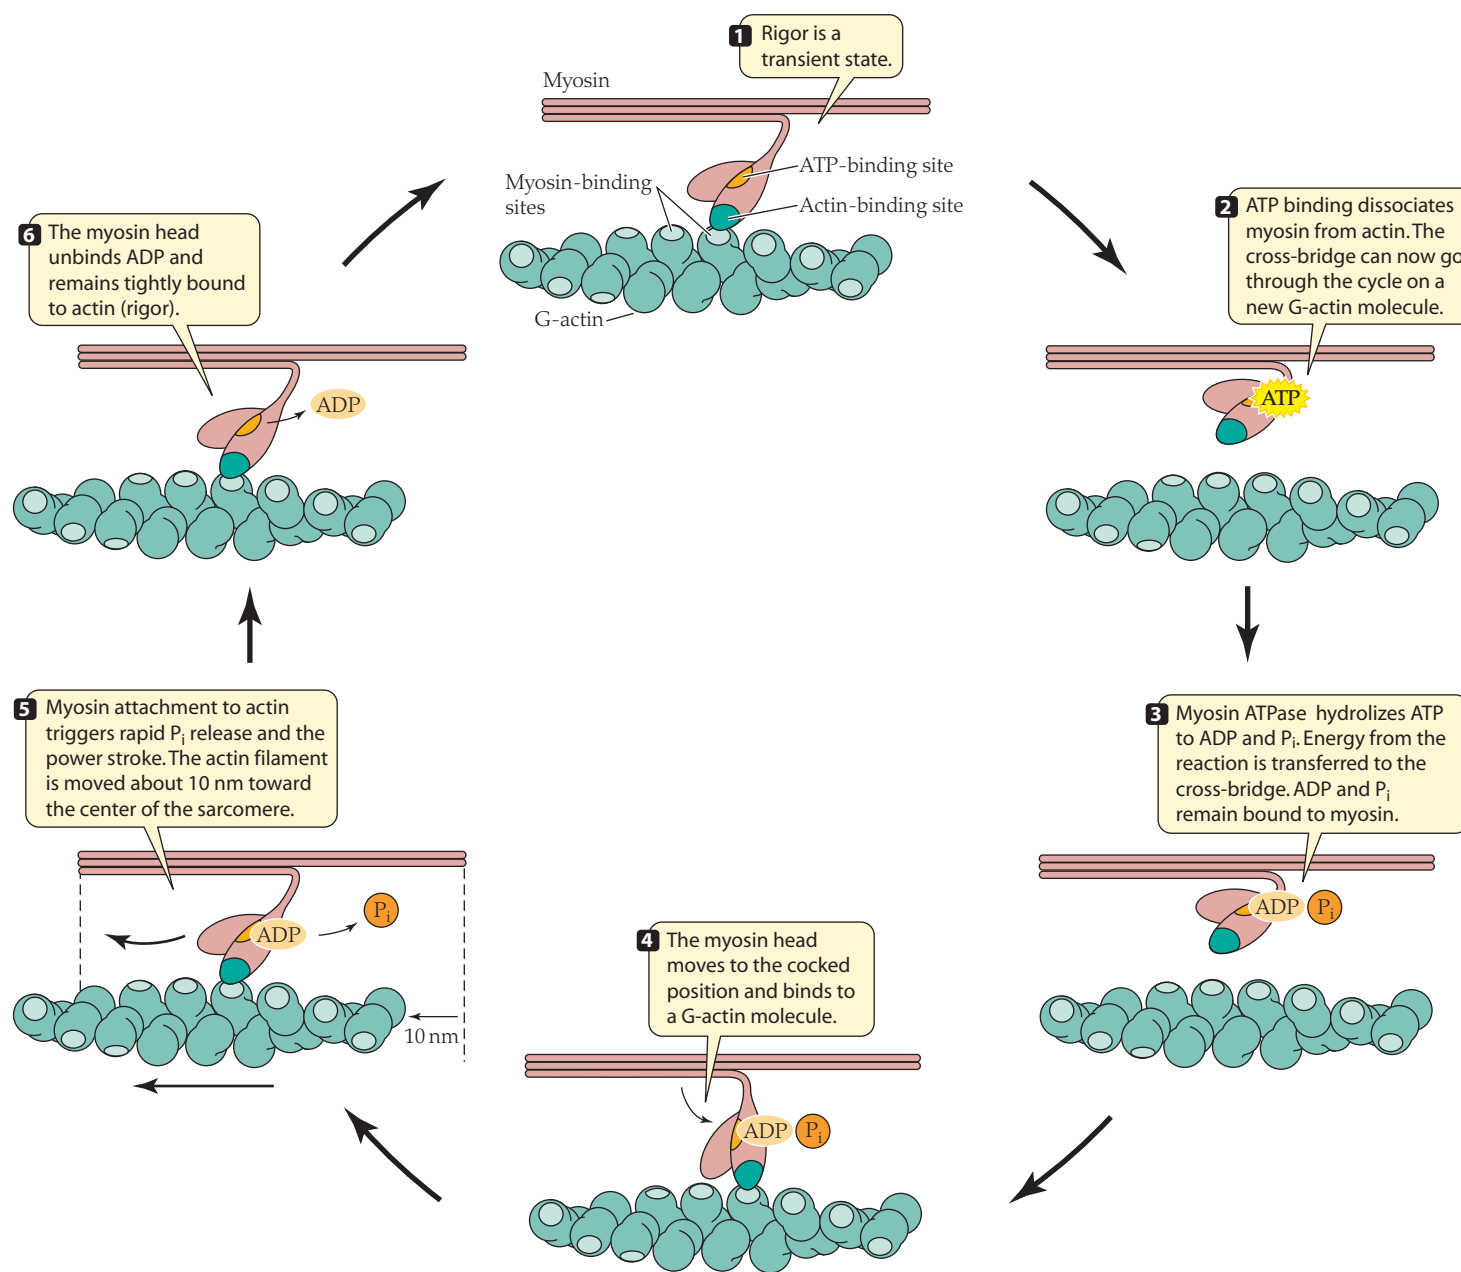 1 Rigor is a
transient state.
Myosin
ATP-binding site
Myosin-binding
sites
Actin-binding site
G-actin
2 ATP binding dissociates
myosin from actin. The
cross-bridge can now go
through the cycle on a
new G-actin molecule.
ATP
3 Myosin ATPase hydrolizes ATP
to ADP and Pi. Energy from the
reaction is transferred to the
cross-bridge. ADP and Pi
remain bound to myosin.
ADP Pi
4 The myosin head
moves to the cocked
position and binds to
a G-actin molecule.
ADP Pi
5 Myosin attachment to actin
triggers rapid Pi release and the
power stroke. The actin filament
is moved about 10 nm toward
the center of the sarcomere.
Pi
ADP
10 nm
6 The myosin head
unbinds ADP and
remains tightly bound
to actin (rigor).
ADP